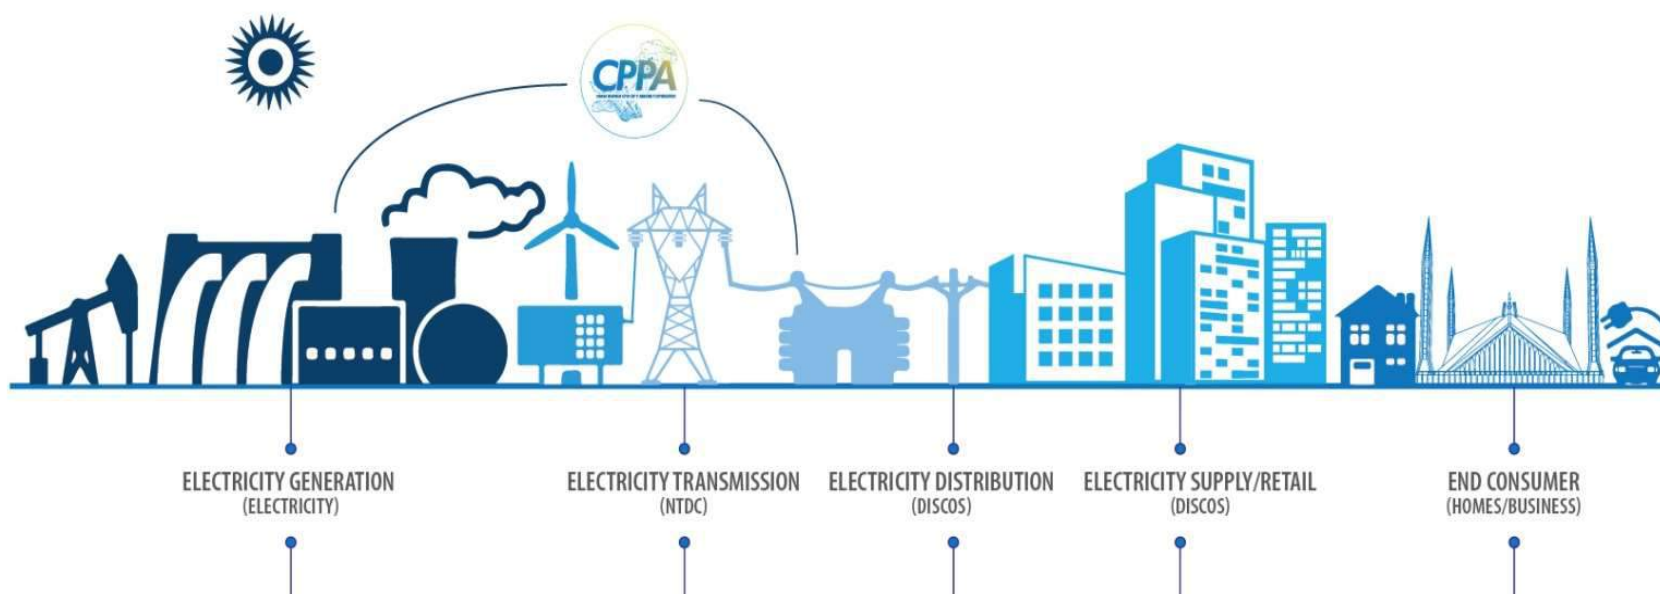 CPPA
ELECTRICITY GENERATION
(ELECTRICITY)
ELECTRICITY TRANSMISSION
(NTDC)
ELECTRICITY DISTRIBUTION
(DISCOS)
ELECTRICITY SUPPLY/RETAIL
(DISCOS)
END CONSUMER
(HOMES/BUSINESS)